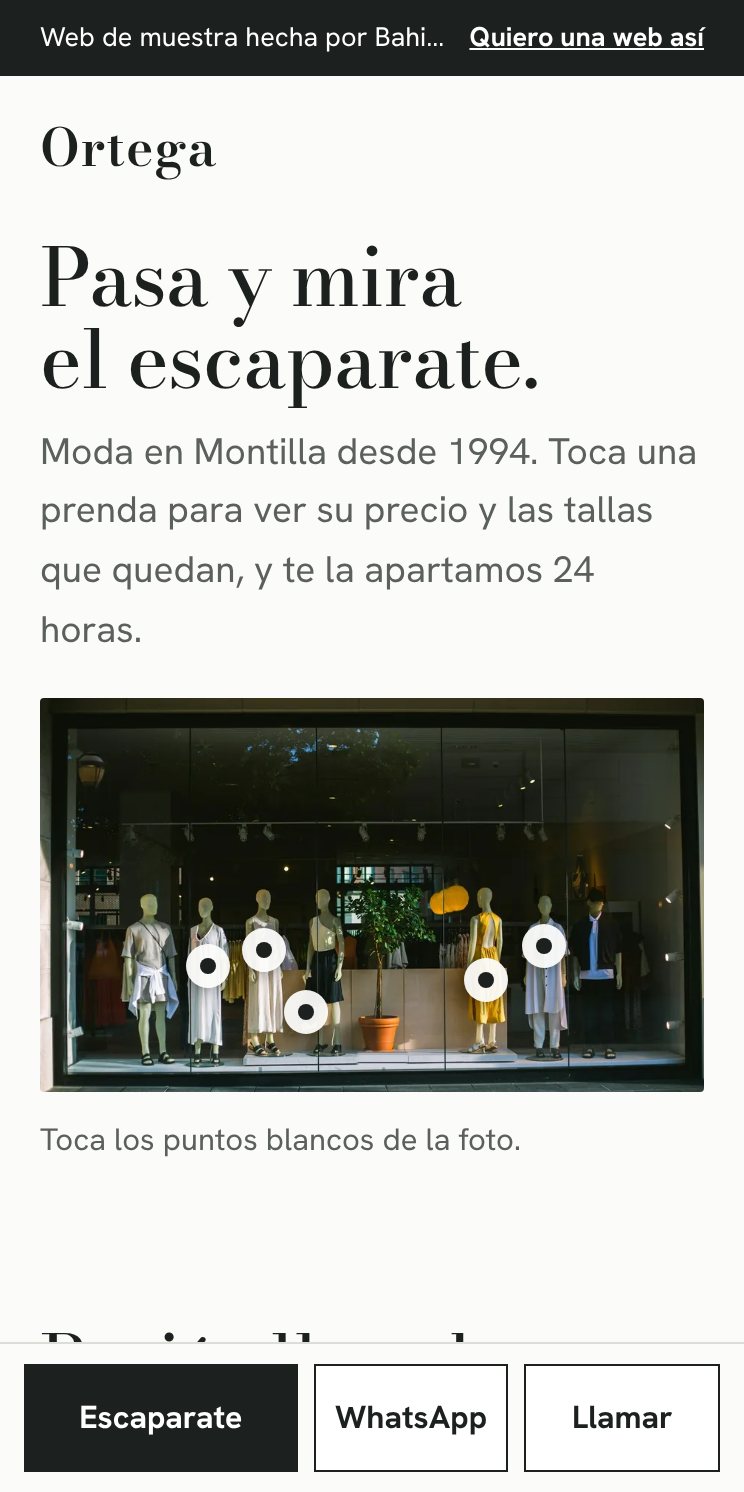 Web de muestra hecha por Bahi... Quiero una web así
Ortega
Pasa y mira
el escaparate.
Moda en Montilla desde 1994. Toca una
prenda para ver su precio y las tallas
que quedan, y te la apartamos 24
horas.
Toca los puntos blancos de la foto.
Escaparate WhatsApp Llamar